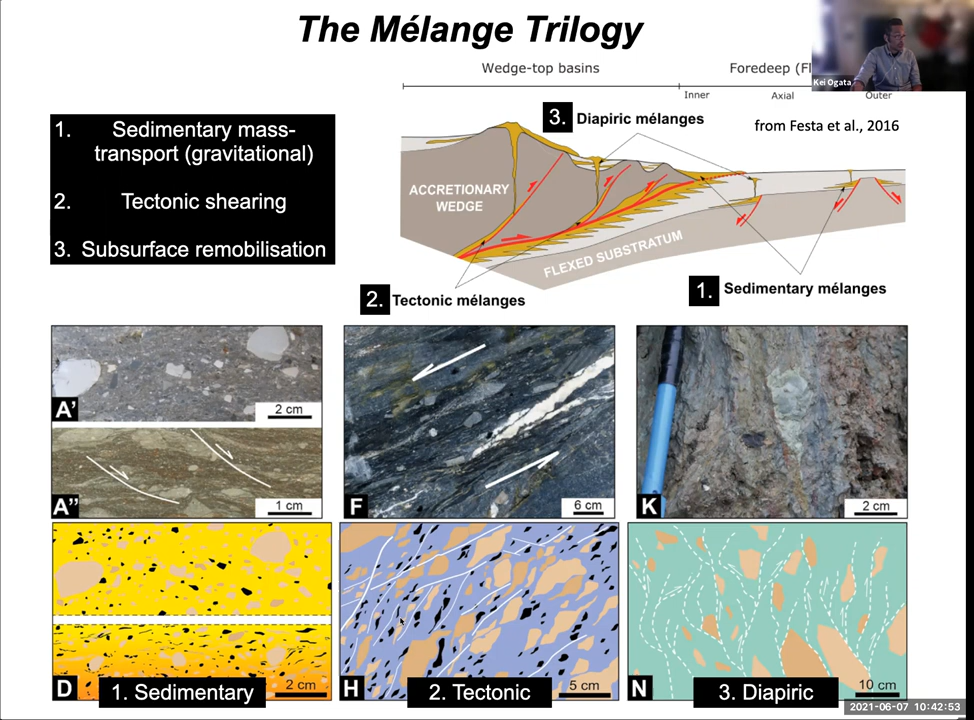 The Mélange Trilogy
Wedge-top basins
Foredeep (Fl
Kei Ogata
Inner
Axial
Outer
1. Sedimentary mass-
transport (gravitational)
2. Tectonic shearing
3. Subsurface remobilisation
3. Diapiric mélanges
from Festa et al., 2016
ACCRETIONARY
WEDGE
FLEXED SUBSTRATUM
2. Tectonic mélanges
1. Sedimentary mélanges
A' 2 cm
A'' 1 cm
F 6 cm
K 2 cm
D 1. Sedimentary 2 cm
H 2. Tectonic 5 cm
N 3. Diapiric 10 cm
2021-06-07 10:42:53